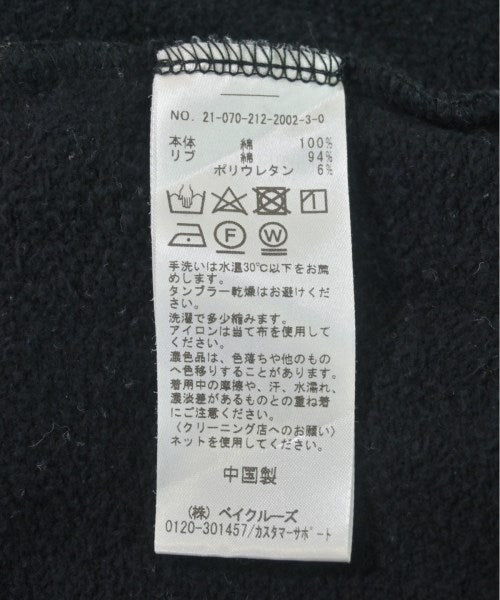 NO. 21-070-212-2002-3-0
本体 綿 100%
リブ 綿 94%
ポリウレタン 6%
F W
手洗いは水温30℃以下をお薦
めします。
タンブラー乾燥はお避けくだ
さい。
洗濯で多少縮みます。
アイロンは当て布を使用して
ください。
濃色品は、色落ちや他のもの
へ色移りすることがあります。
着用中の摩擦や、汗、水濡れ、
濃淡差があるものとの重ね着
にご注意ください。
〈クリーニング店へのお願い〉
ネットを使用してください。
中国製
(株) ベイクルーズ
0120-301457/カスタマーサポート